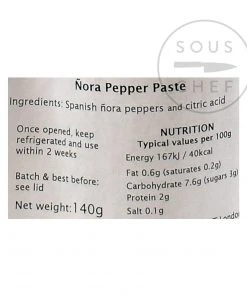 SOUS
CHEF
Ñora Pepper Paste
Ingredients: Spanish ñora peppers and citric acid
Once opened, keep
refrigerated and use
within 2 weeks
Batch & best before:
see lid
Net weight: 140g
NUTRITION
Typical values per 100g
Energy 167kJ / 40kcal
Fat 0.6g (saturates 0.2g)
Carbohydrate 7.6g (sugars 3g)
Protein 2g
Salt 0.1g